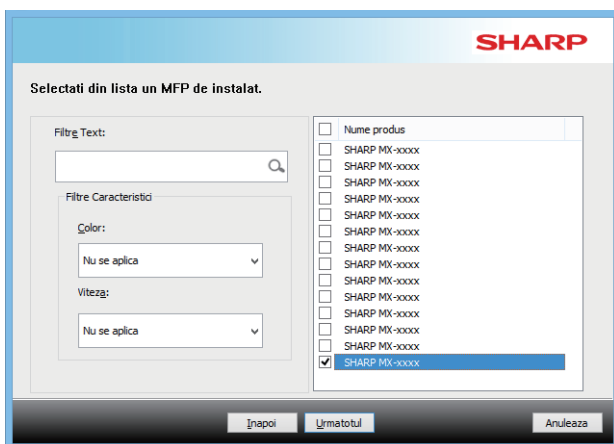 SHARP
Selectati din lista un MFP de instalat.
Filtre Text:
Filtre Caracteristici
Color:
Nu se aplica
Viteza:
Nu se aplica
Nume produs
SHARP MX-xxxx
SHARP MX-xxxx
SHARP MX-xxxx
SHARP MX-xxxx
SHARP MX-xxxx
SHARP MX-xxxx
SHARP MX-xxxx
SHARP MX-xxxx
SHARP MX-xxxx
SHARP MX-xxxx
SHARP MX-xxxx
SHARP MX-xxxx
SHARP MX-xxxx
SHARP MX-xxxx
Inapoi
Urmatotul
Anuleaza